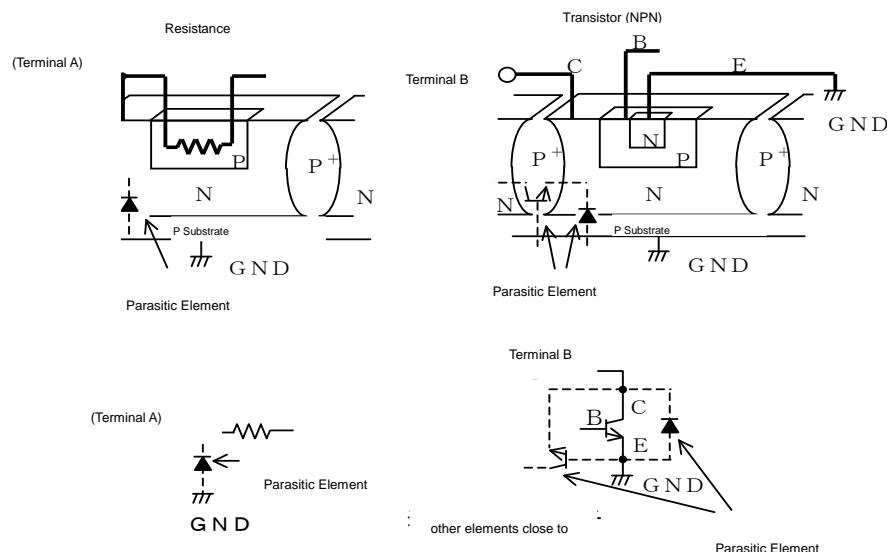 Resistance
Transistor (NPN)
(Terminal A)
Terminal B
B
C
E
GND
N
P
P+
P+
P
P+
N
N
N
N
N
P Substrate
P Substrate
GND
GND
Parasitic Element
Parasitic Element
Terminal B
(Terminal A)
C
B
E
Parasitic Element
GND
GND
other elements close to
Parasitic Element